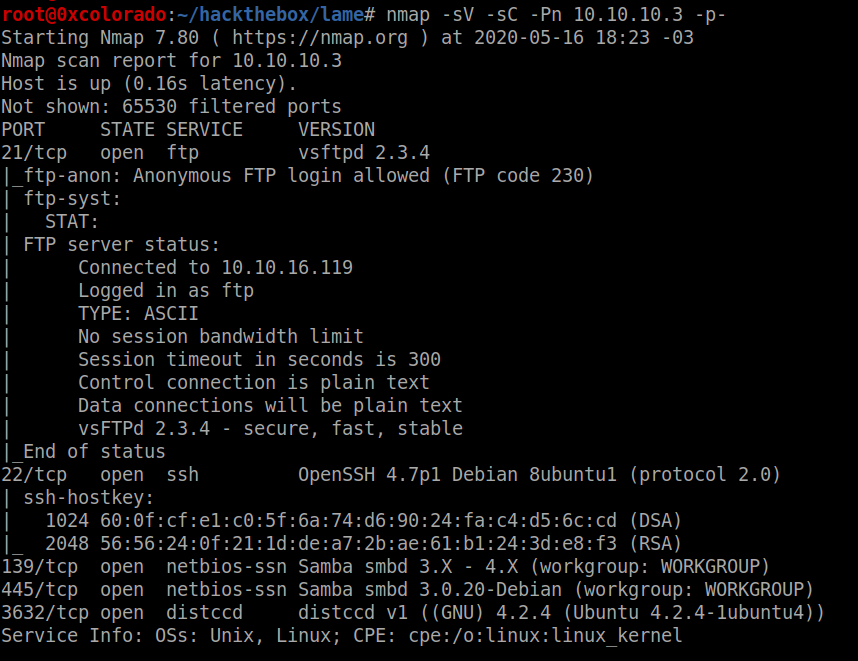 root@0xcolorado:~/hackthebox/lame# nmap -sV -sC -Pn 10.10.10.3 -p-
Starting Nmap 7.80 ( https://nmap.org ) at 2020-05-16 18:23 -03
Nmap scan report for 10.10.10.3
Host is up (0.16s latency).
Not shown: 65530 filtered ports
PORT     STATE SERVICE     VERSION
21/tcp   open  ftp         vsftpd 2.3.4
|_ftp-anon: Anonymous FTP login allowed (FTP code 230)
| ftp-syst:
|   STAT:
| FTP server status:
|      Connected to 10.10.16.119
|      Logged in as ftp
|      TYPE: ASCII
|      No session bandwidth limit
|      Session timeout in seconds is 300
|      Control connection is plain text
|      Data connections will be plain text
|      vsFTPd 2.3.4 - secure, fast, stable
|_End of status
22/tcp   open  ssh         OpenSSH 4.7p1 Debian 8ubuntu1 (protocol 2.0)
| ssh-hostkey:
|   1024 60:0f:cf:e1:c0:5f:6a:74:d6:90:24:fa:c4:d5:6c:cd (DSA)
|_  2048 56:56:24:0f:21:1d:de:a7:2b:ae:61:b1:24:3d:e8:f3 (RSA)
139/tcp  open  netbios-ssn Samba smbd 3.X - 4.X (workgroup: WORKGROUP)
445/tcp  open  netbios-ssn Samba smbd 3.0.20-Debian (workgroup: WORKGROUP)
3632/tcp open  distccd     distccd v1 ((GNU) 4.2.4 (Ubuntu 4.2.4-1ubuntu4))
Service Info: OSs: Unix, Linux; CPE: cpe:/o:linux:linux_kernel